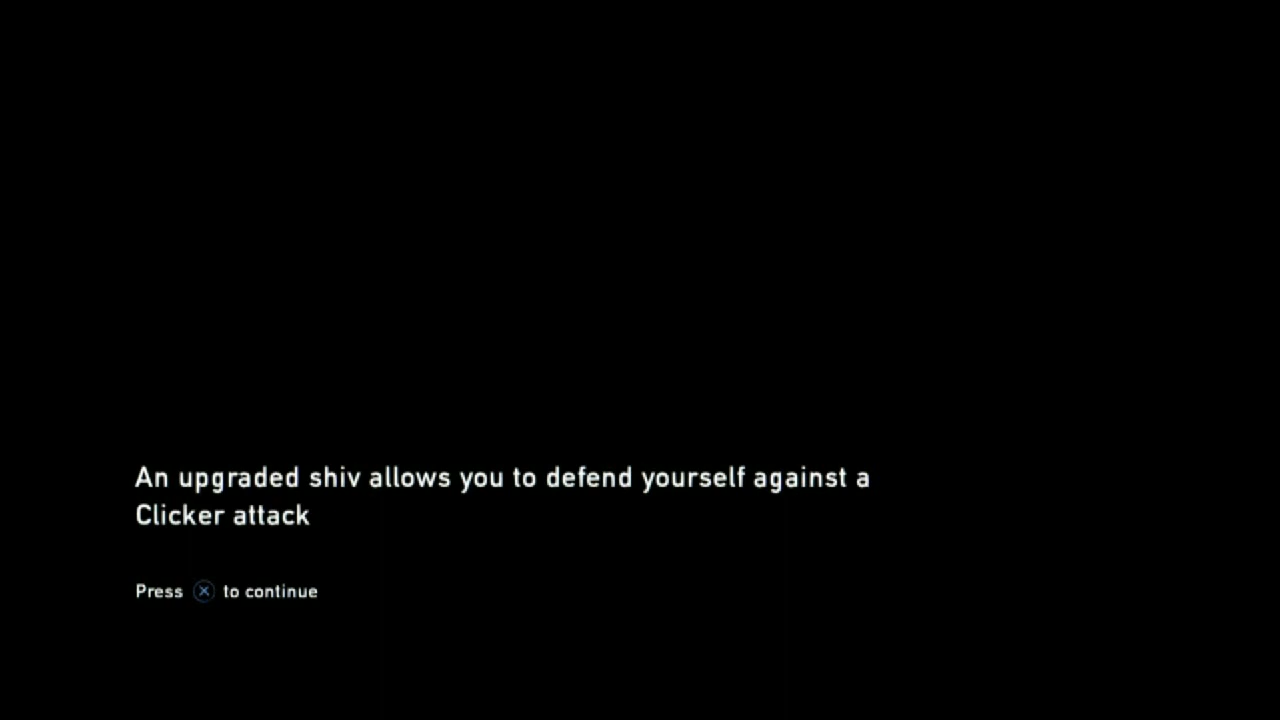 An upgraded shiv allows you to defend yourself against a
Clicker attack
Press ⓧ to continue